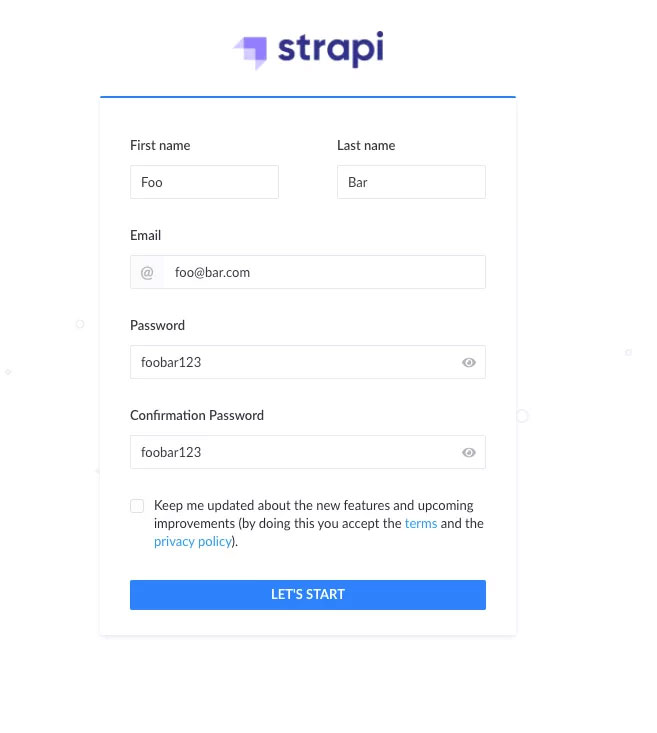 strapi
First name Last name
Foo Bar
Email
@ foo@bar.com
Password
foobar123
Confirmation Password
foobar123
Keep me updated about the new features and upcoming
improvements (by doing this you accept the terms and the
privacy policy).
LET'S START